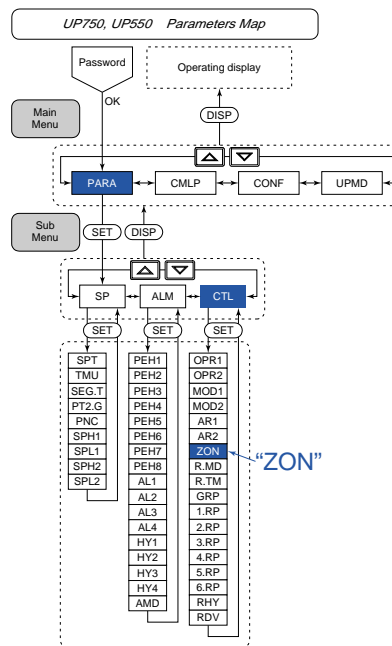 UP750, UP550 Parameters Map
Password
Operating display
OK
DISP
Main
Menu
PARA
CMLP
CONF
UPMD
Sub
Menu
SET
DISP
SP
ALM
CTL
SET
SET
SET
SPT
TMU
SEG.T
PT2.G
PNC
SPH1
SPL1
SPH2
SPL2
PEH1
PEH2
PEH3
PEH4
PEH5
PEH6
PEH7
PEH8
AL1
AL2
AL3
AL4
HY1
HY2
HY3
HY4
AMD
OPR1
OPR2
MOD1
MOD2
AR1
AR2
ZON
R.MD
R.TM
GRP
1.RP
2.RP
3.RP
4.RP
5.RP
6.RP
RHY
RDV
“ZON”